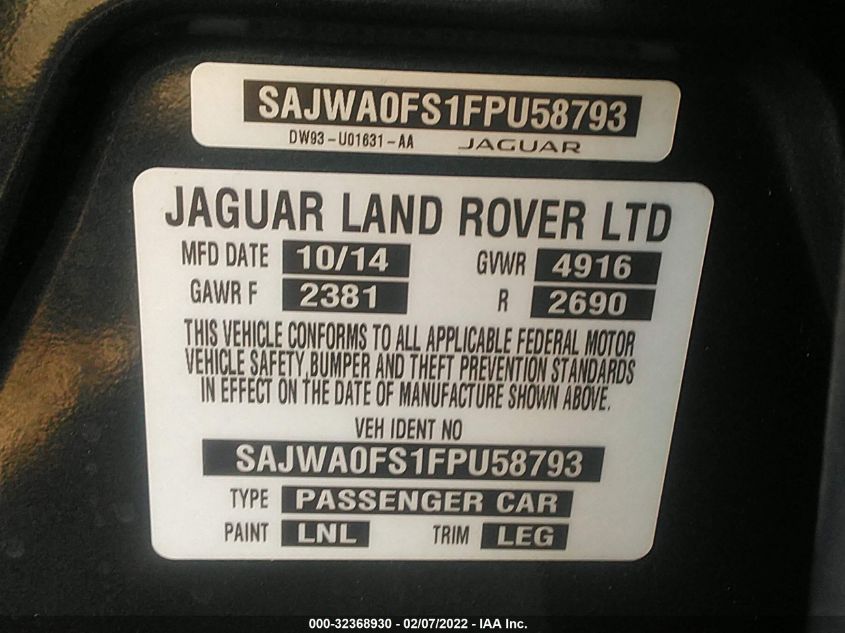 SAJWA0FS1FPU58793
DW93-U01631-AA JAGUAR
JAGUAR LAND ROVER LTD
MFD DATE 10/14 GVWR 4916
GAWR F 2381 R 2690
THIS VEHICLE CONFORMS TO ALL APPLICABLE FEDERAL MOTOR
VEHICLE SAFETY,BUMPER AND THEFT PREVENTION STANDARDS
IN EFFECT ON THE DATE OF MANUFACTURE SHOWN ABOVE.
VEH IDENT NO
SAJWA0FS1FPU58793
TYPE PASSENGER CAR
PAINT LNL TRIM LEG
000-32368930 - 02/07/2022 - IAA Inc.